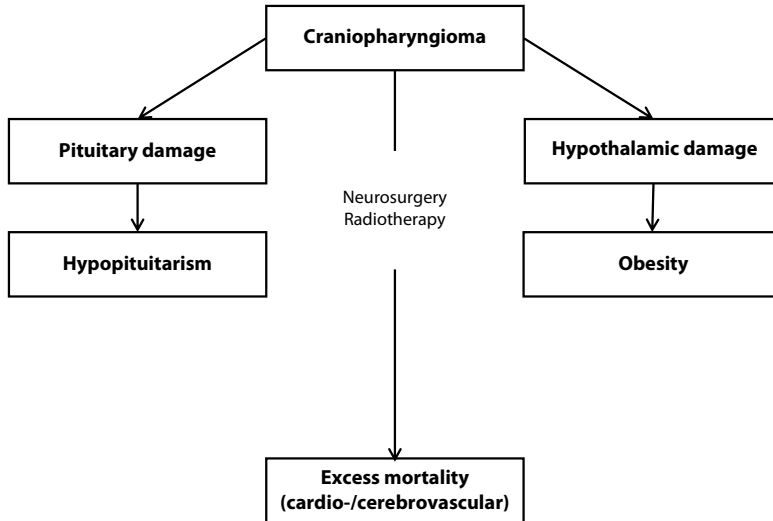 Craniopharyngioma
Pituitary damage
Hypothalamic damage
Neurosurgery
Radiotherapy
Hypopituitarism
Obesity
Excess mortality
(cardio-/cerebrovascular)